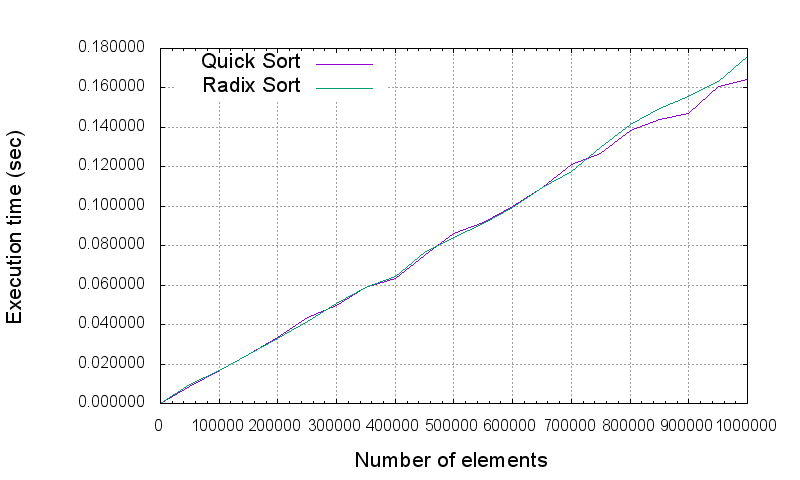 0.180000
Quick Sort
0.160000
Radix Sort
0.140000
0.120000
0.100000
0.080000
0.060000
0.040000
0.020000
0.000000
Execution time (sec)
0 100000 200000 300000 400000 500000 600000 700000 800000 900000 1000000
Number of elements